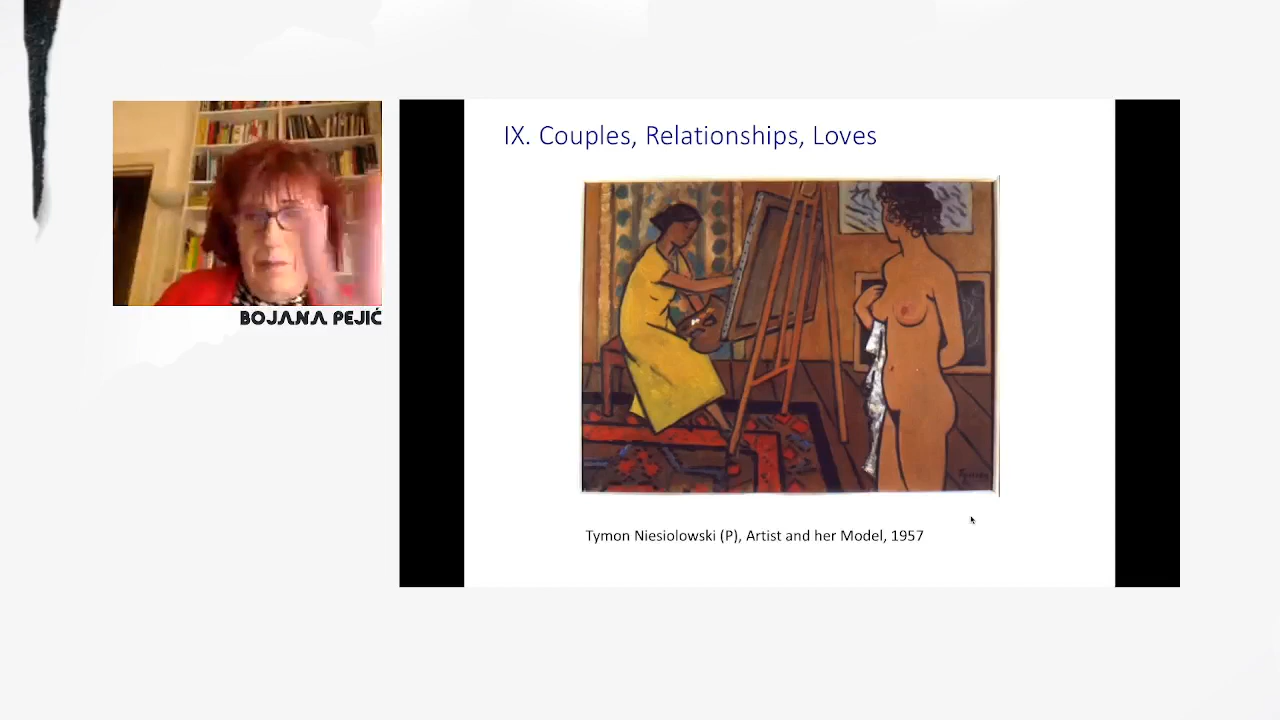 IX. Couples, Relationships, Loves
BOJANA PEJIĆ
Tymon Niesiolowski (P), Artist and her Model, 1957